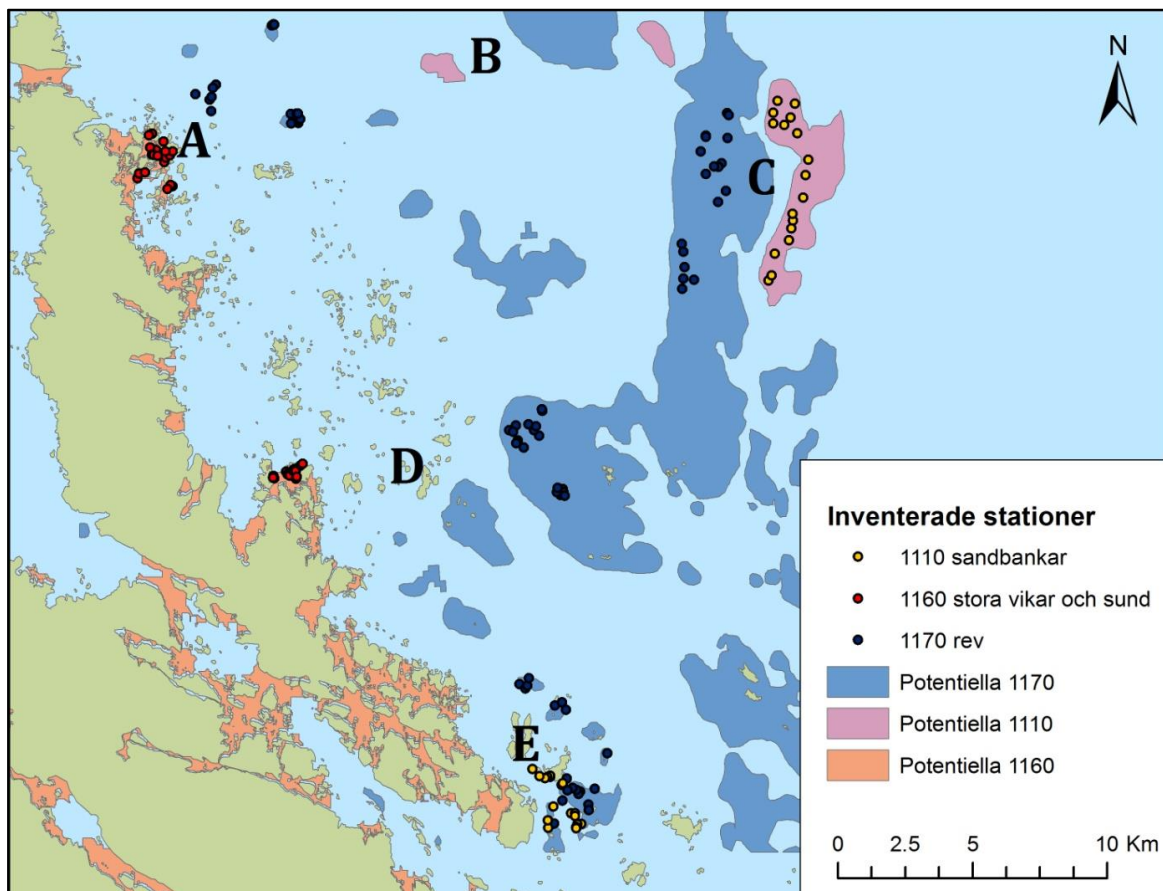 B
N
A
C
D
E
Inventerade stationer
1110 sandbankar
1160 stora vikar och sund
1170 rev
Potentiella 1170
Potentiella 1110
Potentiella 1160
0 2.5 5 10 Km